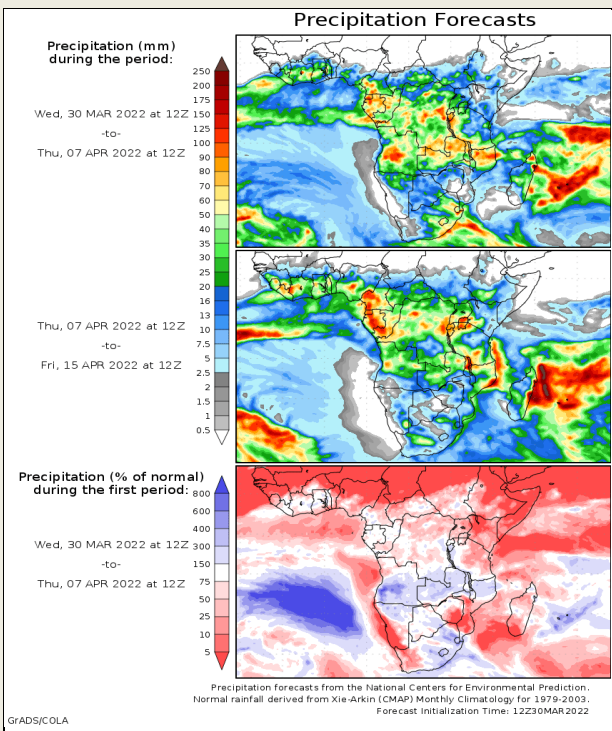 Precipitation Forecasts
Precipitation (mm)
during the period:
Wed, 30 MAR 2022 at 12Z
-to-
Thu, 07 APR 2022 at 12Z
250
200
175
150
125
100
90
80
70
60
50
40
35
30
25
20
16
13
10
7.5
5
2.5
2
1.5
1
0.5
Thu, 07 APR 2022 at 12Z
-to-
Fri, 15 APR 2022 at 12Z
Precipitation (% of normal)
during the first period:
Wed, 30 MAR 2022 at 12Z
-to-
Thu, 07 APR 2022 at 12Z
800
600
400
300
150
75
50
25
10
5
Precipitation forecasts from the National Centers for Environmental Prediction.
Normal rainfall derived from Xie-Arkin (CMAP) Monthly Climatology for 1979-2003.
Forecast Initialization Time: 12Z30MAR2022
GrADS/COLA